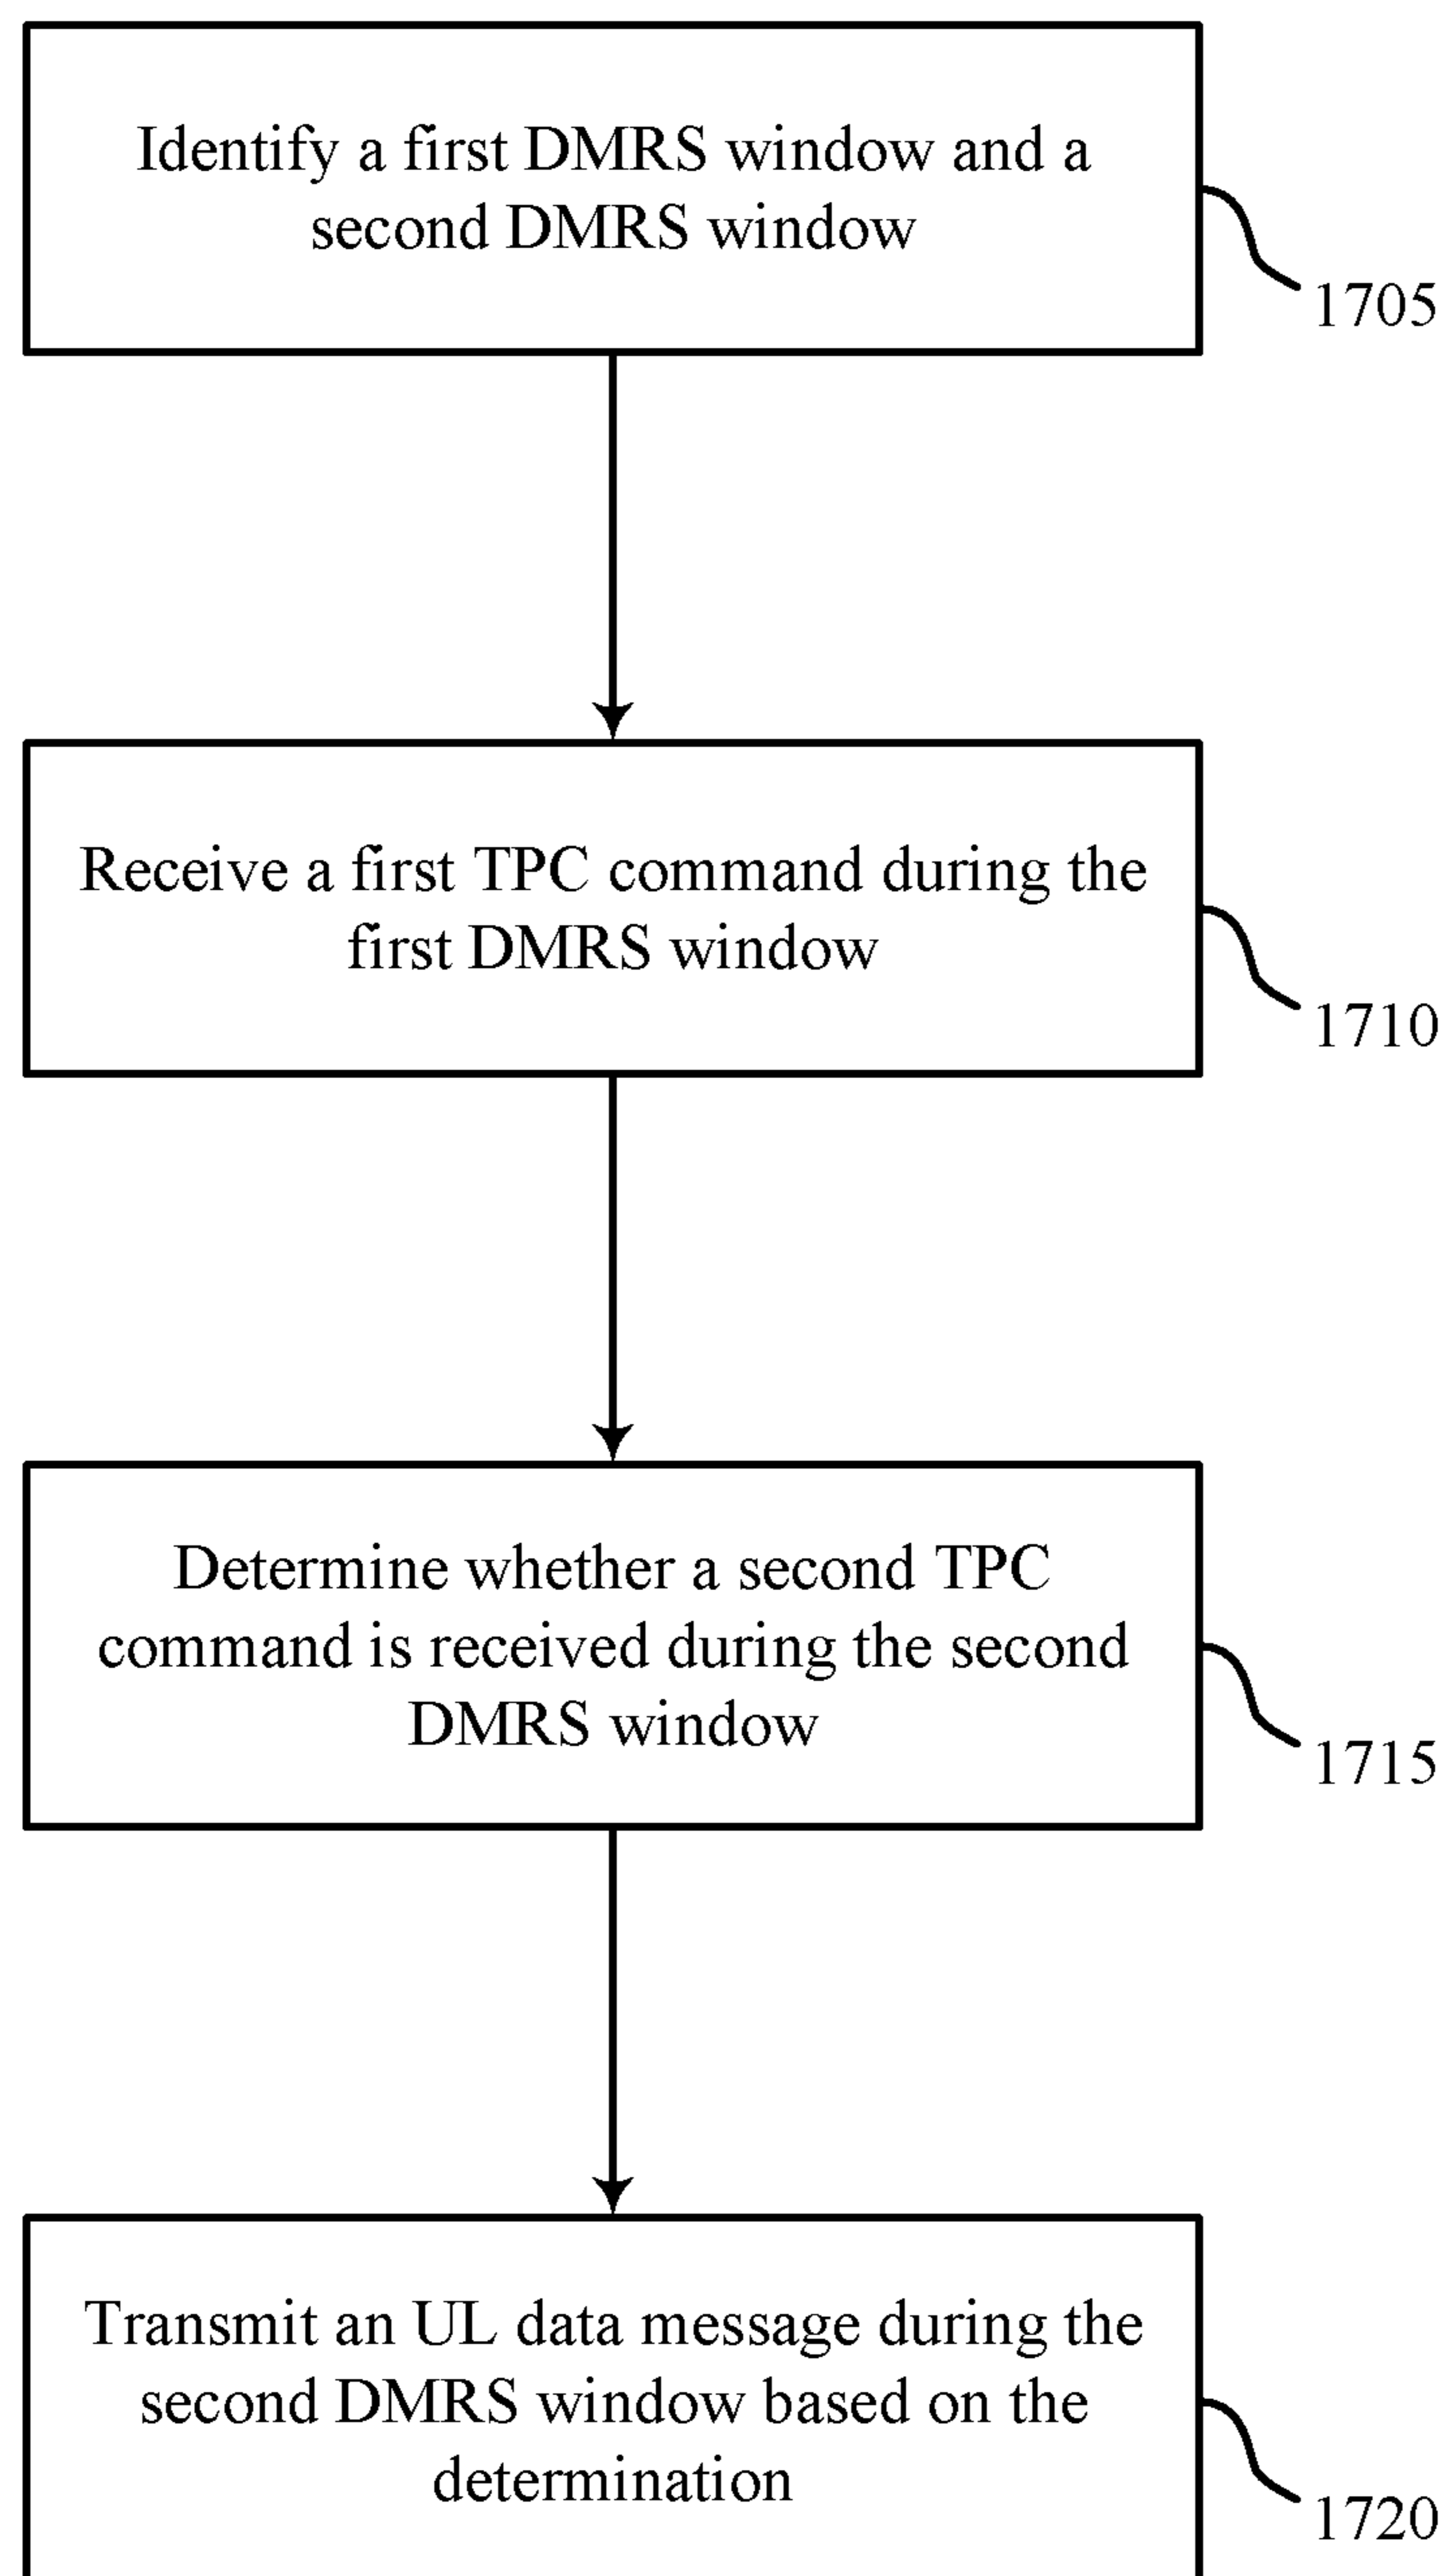 Identify a first DMRS window and a
second DMRS window
1705
Receive a first TPC command during the
first DMRS window
1710
Determine whether a second TPC
command is received during the second
DMRS window
1715
Transmit an UL data message during the
second DMRS window based on the
determination
1720